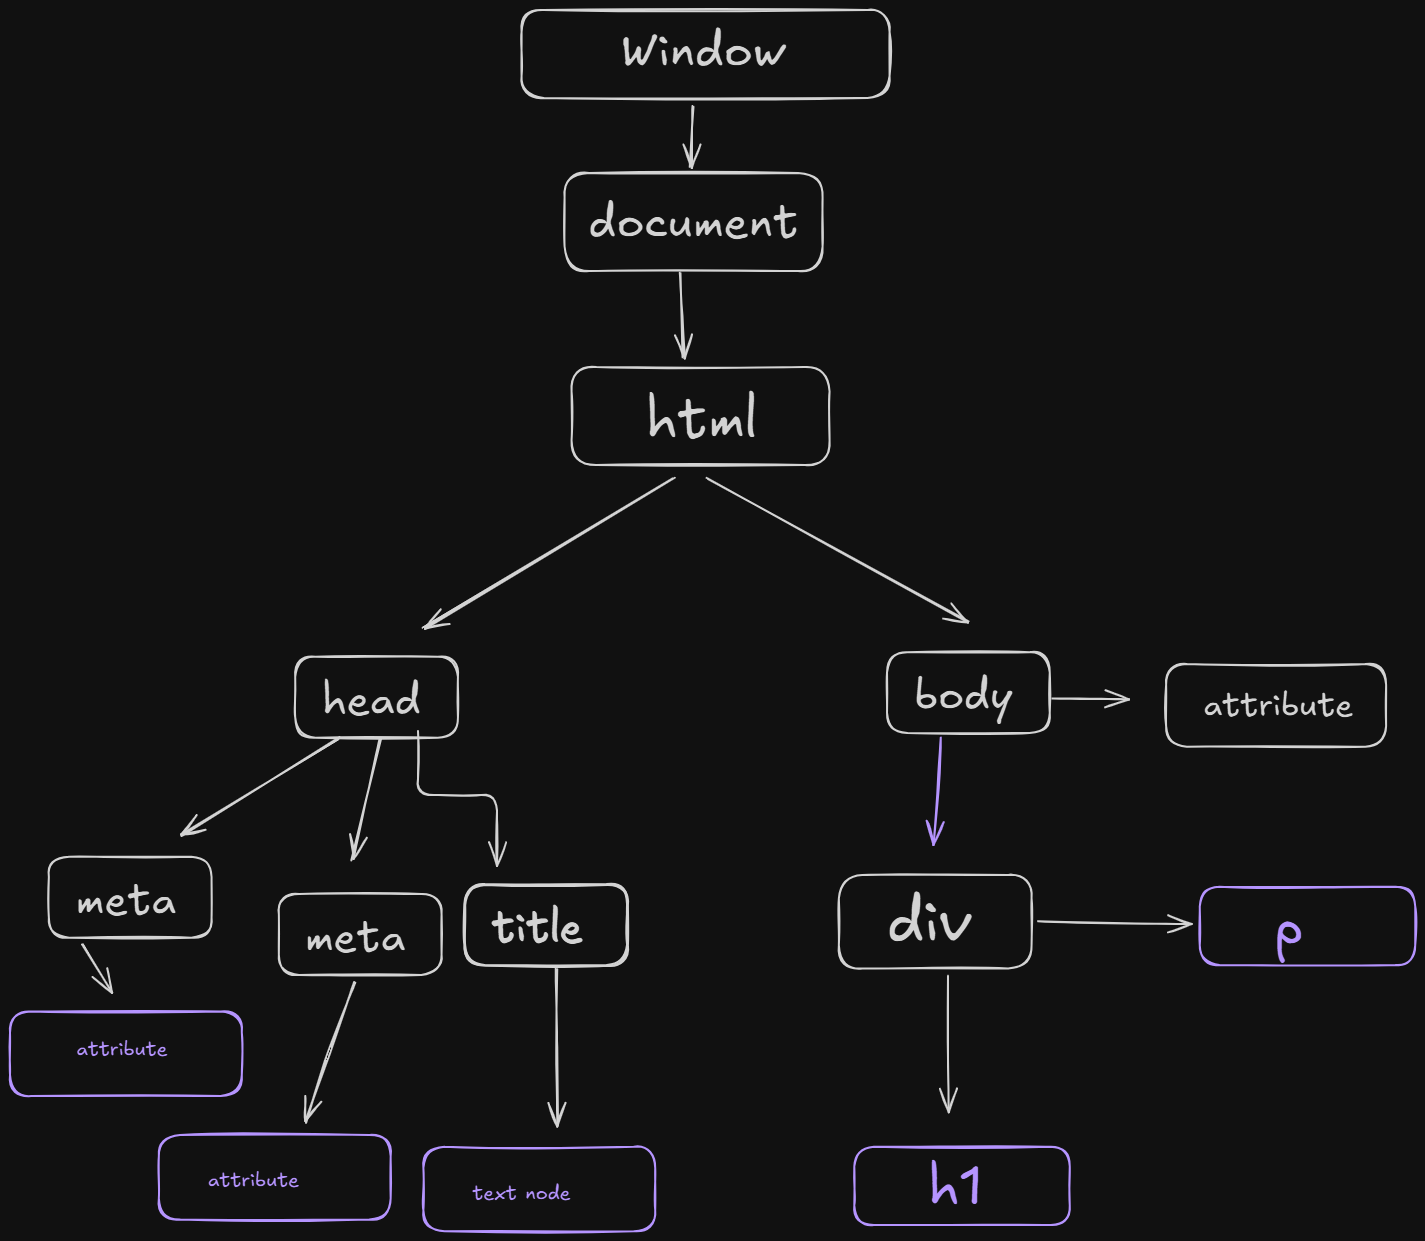 Window
document
html
head
body
attribute
meta
meta
title
div
p
attribute
attribute
text node
h1